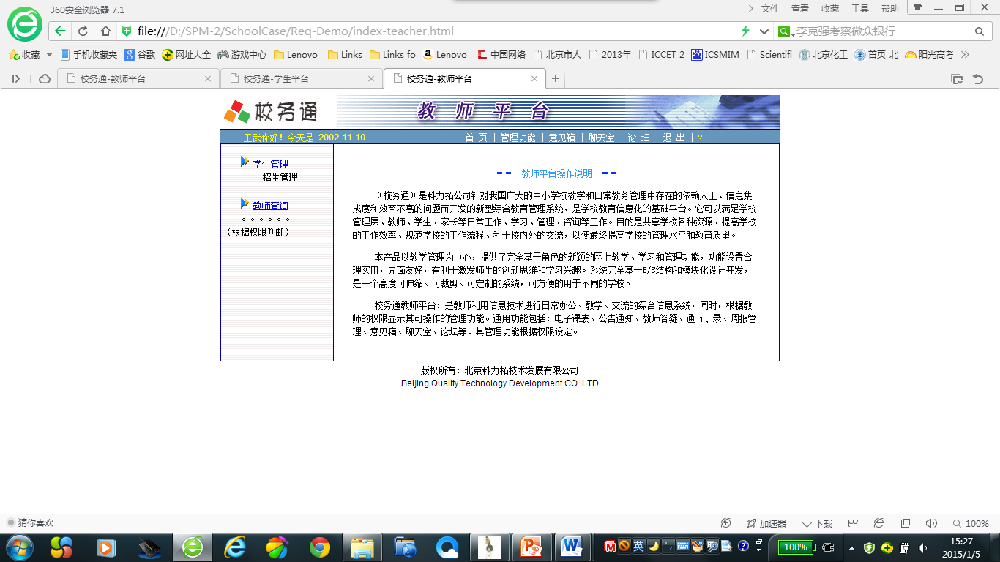 360安全浏览器 7.1
文件 查看 收藏 工具 帮助
file:///D:/SPM-2/SchoolCase/Req-Demo/index-teacher.html
李克强考察微众银行
收藏 手机收藏夹 谷歌 网址大全 游戏中心 Lenovo Links Links fo Lenovo 中国网络 北京市人 2013年 ICCET 2 ICSMIM Scientifi 北京化工 首页_北 阳光高考
校务通-教师平台 校务通-学生平台 校务通-教师平台
校务通
教 师 平 台
王武你好！今天是 2002-11-10
首 页 | 管理功能 | 意见箱 | 聊天室 | 论 坛 | 退 出 | ?
学生管理
招生管理
教师查询
。。。。。。
（根据权限判断）
== 教师平台操作说明 ==
《校务通》是科力拓公司针对我国广大的中小学校教学和日常教务管理中存在的依赖人工、信息集
成度和效率不高的问题而开发的新型综合教育管理系统，是学校教育信息化的基础平台。它可以满足学校
管理层、教师、学生、家长等日常工作、学习、管理、咨询等工作。目的是共享学校各种资源、提高学校
的工作效率、规范学校的工作流程、利于校内外的交流，以便最终提高学校的管理水平和教育质量。
本产品以教学管理为中心，提供了完全基于角色的新颖的网上教学、学习和管理功能，功能设置合
理实用，界面友好，有利于激发师生的创新思维和学习兴趣。系统完全基于B/S结构和模块化设计开发，
是一个高度可伸缩、可裁剪、可定制的系统，可方便的用于不同的学校。
校务通教师平台：是教师利用信息技术进行日常办公、教学、交流的综合信息系统，同时，根据教
师的权限显示其可操作的管理功能。通用功能包括：电子课表、公告通知、教师答疑、通 讯 录、周报管
理、意见箱、聊天室、论坛等。其管理功能根据权限设定。
版权所有：北京科力拓技术发展有限公司
Beijing Quality Technology Development CO.,LTD
猜你喜欢
加速器 下载 100%
英
100%
15:27
2015/1/5